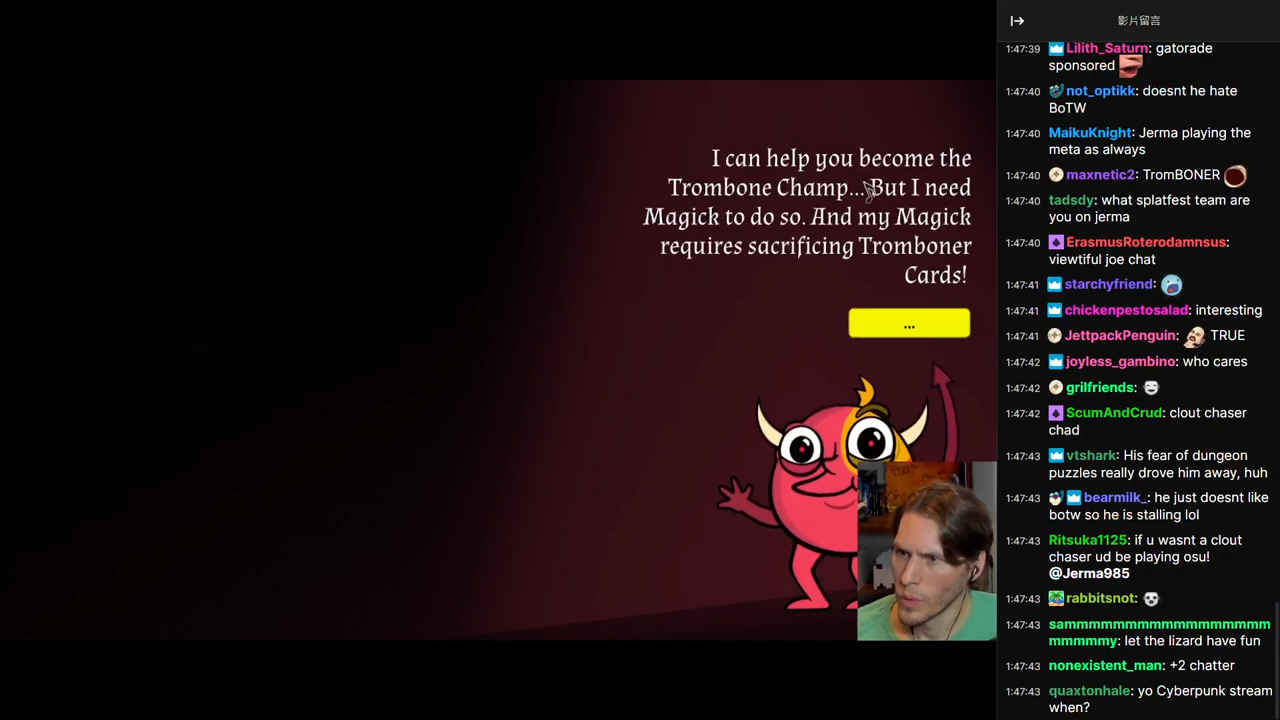 I can help you become the
Trombone Champ... But I need
Magick to do so. And my Magick
requires sacrificing Tromboner
Cards!
...
影片留言
1:47:39 Lilith_Saturn: gatorade
sponsored
1:47:40 not_optikk: doesnt he hate
BoTW
1:47:40 MaikuKnight: Jerma playing the
meta as always
1:47:40 maxnetic2: TromBONER
1:47:40 tadsdy: what splatfest team are
you on jerma
1:47:40 ErasmusRoterodamnsus:
viewtiful joe chat
1:47:41 starchyfriend:
1:47:41 chickenpestosalad: interesting
1:47:41 JettpackPenguin: TRUE
1:47:42 joyless_gambino: who cares
1:47:42 grilfriends:
1:47:42 ScumAndCrud: clout chaser
chad
1:47:43 vtshark: His fear of dungeon
puzzles really drove him away, huh
1:47:43 bearmilk_: he just doesnt like
botw so he is stalling lol
1:47:43 Ritsuka1125: if u wasnt a clout
chaser ud be playing osu!
@Jerma985
1:47:43 rabbitsnot:
1:47:43 sammmmmmmmmmmmmmmmmm
mmmmmy: let the lizard have fun
1:47:43 nonexistent_man: +2 chatter
1:47:43 quaxtonhale: yo Cyberpunk stream
when?